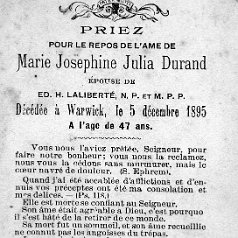 PRIEZ
POUR LE REPOS DE L'AME DE
Marie Josephine Julia Durand
ÉPOUSE DE
ED. H. LALIBERTÉ, N. P. ET M. P. P.
Décédée à Warwick, le 5 décembre 1895
A l'age de 47 ans.
Vous nous l'aviez prêtée, Seigneur, pour
faire notre bonheur; vous nous la réclamez,
nous vous la cédons sans murmurer, mais le
cœur navré de douleur. (S. Ephrem).
Quand j'ai été accablée d'afflictions et d'en-
nuis vos préceptes ont été ma consolation et
mes délices. — (Ps. 118.)
Elle est morte se confiant au Seigneur.
Son âme était agréable à Dieu, c'est pourquoi
il s'est hâté de la retirer de ce monde.
Sa mort fut un sommeil, et son âme recueillie
ne connut pas les angoisses du trépas.